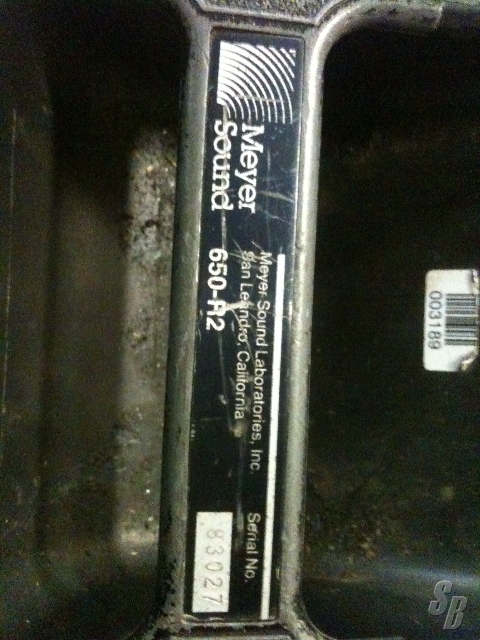 Meyer
Sound
Meyer Sound Laboratories, Inc
San Leandro, California
650-R2
Serial No.
83027
003189
SB